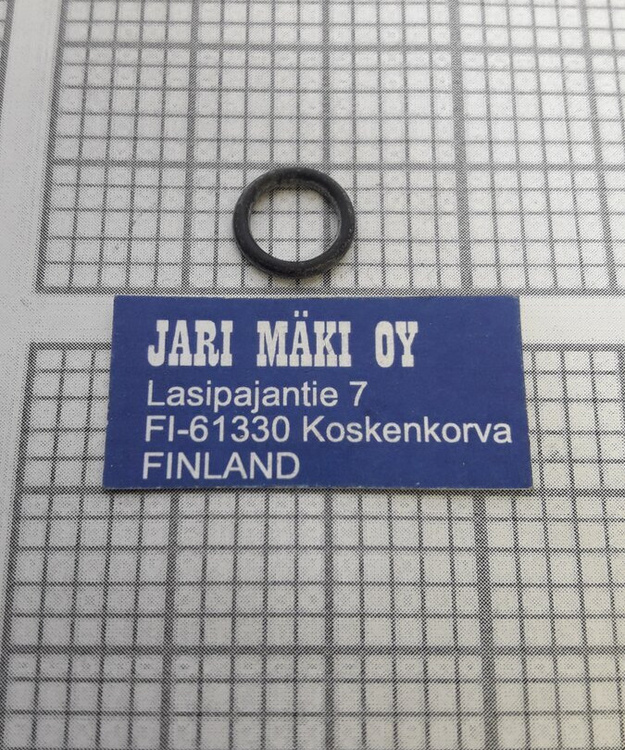 JARI MÄKI OY
Lasipajantie 7
FI-61330 Koskenkorva
FINLAND